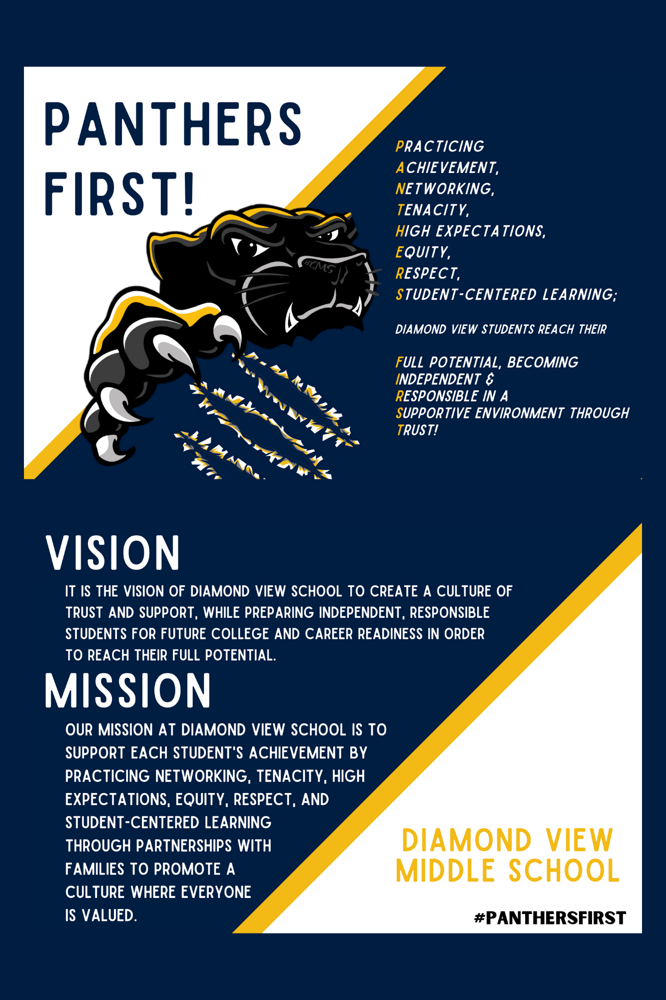 PANTHERS
FIRST!
PRACTICING
ACHIEVEMENT,
NETWORKING,
TENACITY,
HIGH EXPECTATIONS,
EQUITY,
RESPECT,
STUDENT-CENTERED LEARNING;
DIAMOND VIEW STUDENTS REACH THEIR
FULL POTENTIAL, BECOMING
INDEPENDENT &
RESPONSIBLE IN A
SUPPORTIVE ENVIRONMENT THROUGH
TRUST!
VISION
IT IS THE VISION OF DIAMOND VIEW SCHOOL TO CREATE A CULTURE OF
TRUST AND SUPPORT, WHILE PREPARING INDEPENDENT, RESPONSIBLE
STUDENTS FOR FUTURE COLLEGE AND CAREER READINESS IN ORDER
TO REACH THEIR FULL POTENTIAL.
MISSION
OUR MISSION AT DIAMOND VIEW SCHOOL IS TO
SUPPORT EACH STUDENT'S ACHIEVEMENT BY
PRACTICING NETWORKING, TENACITY, HIGH
EXPECTATIONS, EQUITY, RESPECT, AND
STUDENT-CENTERED LEARNING
THROUGH PARTNERSHIPS WITH
FAMILIES TO PROMOTE A
CULTURE WHERE EVERYONE
IS VALUED.
DIAMOND VIEW
MIDDLE SCHOOL
#PANTHERSFIRST